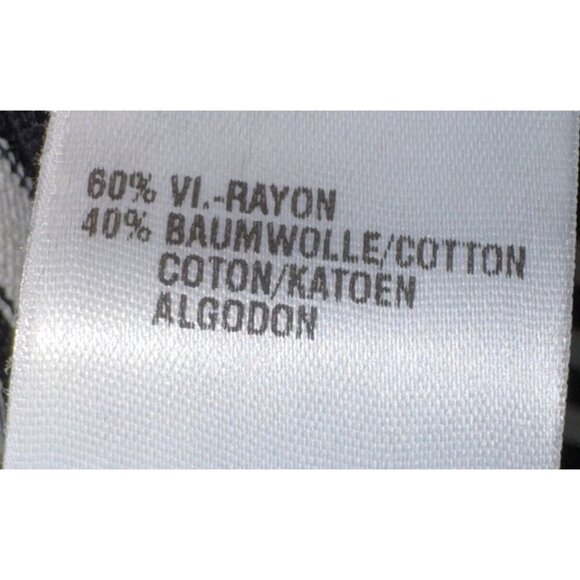 60% VI.-RAYON
40% BAUMWOLLE/COTTON
COTON/KATOEN
ALGODON